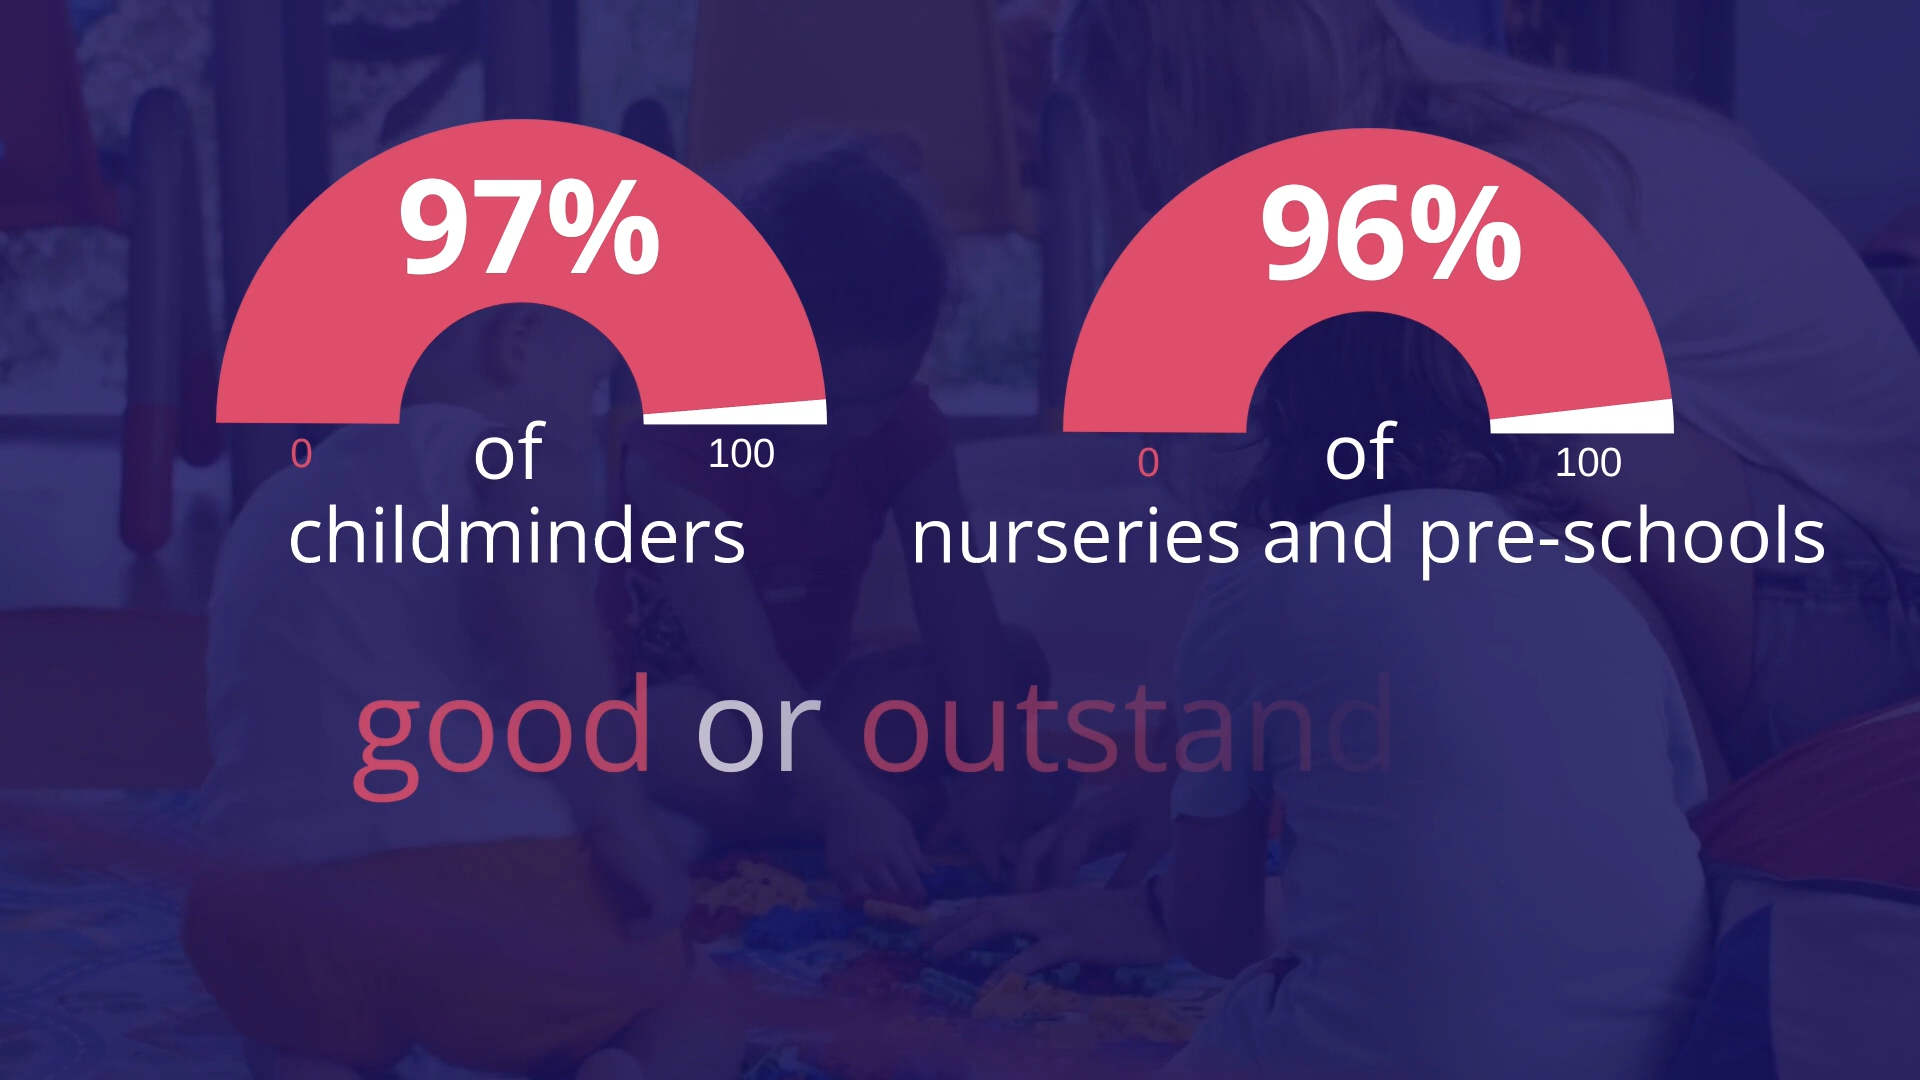 97%
0
of
100
childminders
96%
0
of
100
nurseries and pre-schools
good or outstand